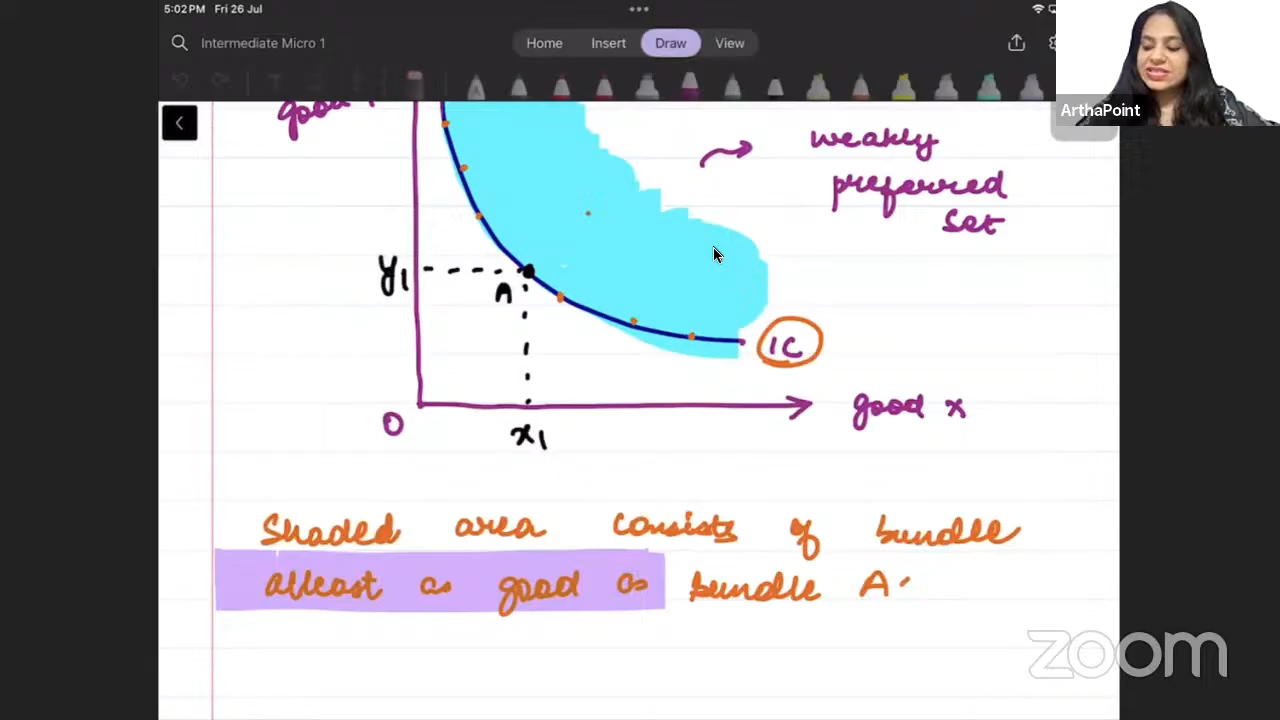 5:02 PM Fri 26 Jul
Intermediate Micro 1
Home Insert Draw View
ArthaPoint
good
weakly
preferred
set
y1
A
IC
O
x1
good x
Shaded area consists of bundle
atleast as good as bundle A.
zoom